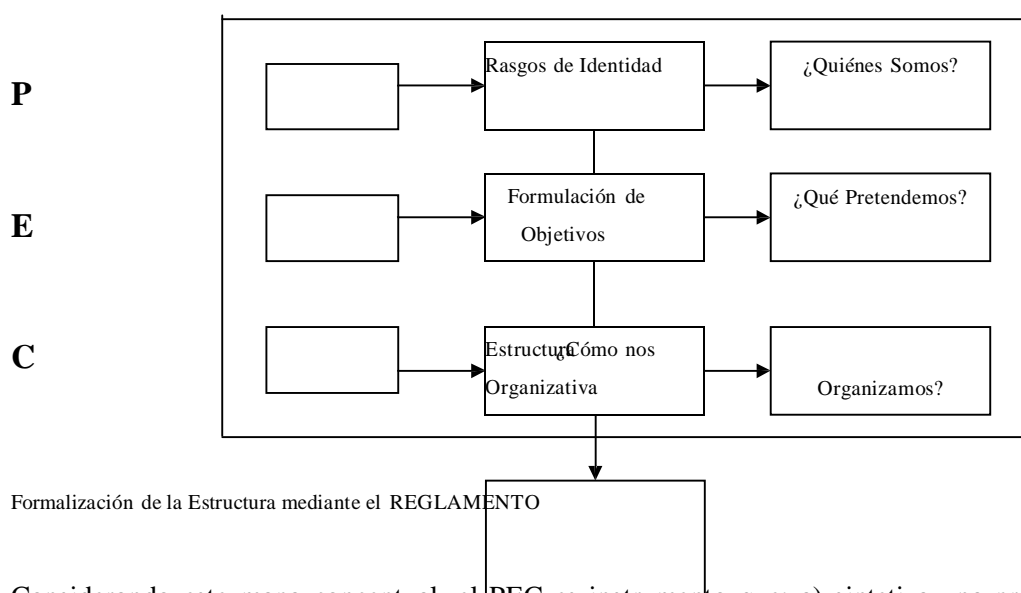 Rasgos de Identidad
¿Quiénes Somos?
P
Formulación de
Objetivos
¿Qué Pretendemos?
E
Estructura
¿Cómo nos
Organizativa
Organizamos?
C
Formalización de la Estructura mediante el REGLAMENTO